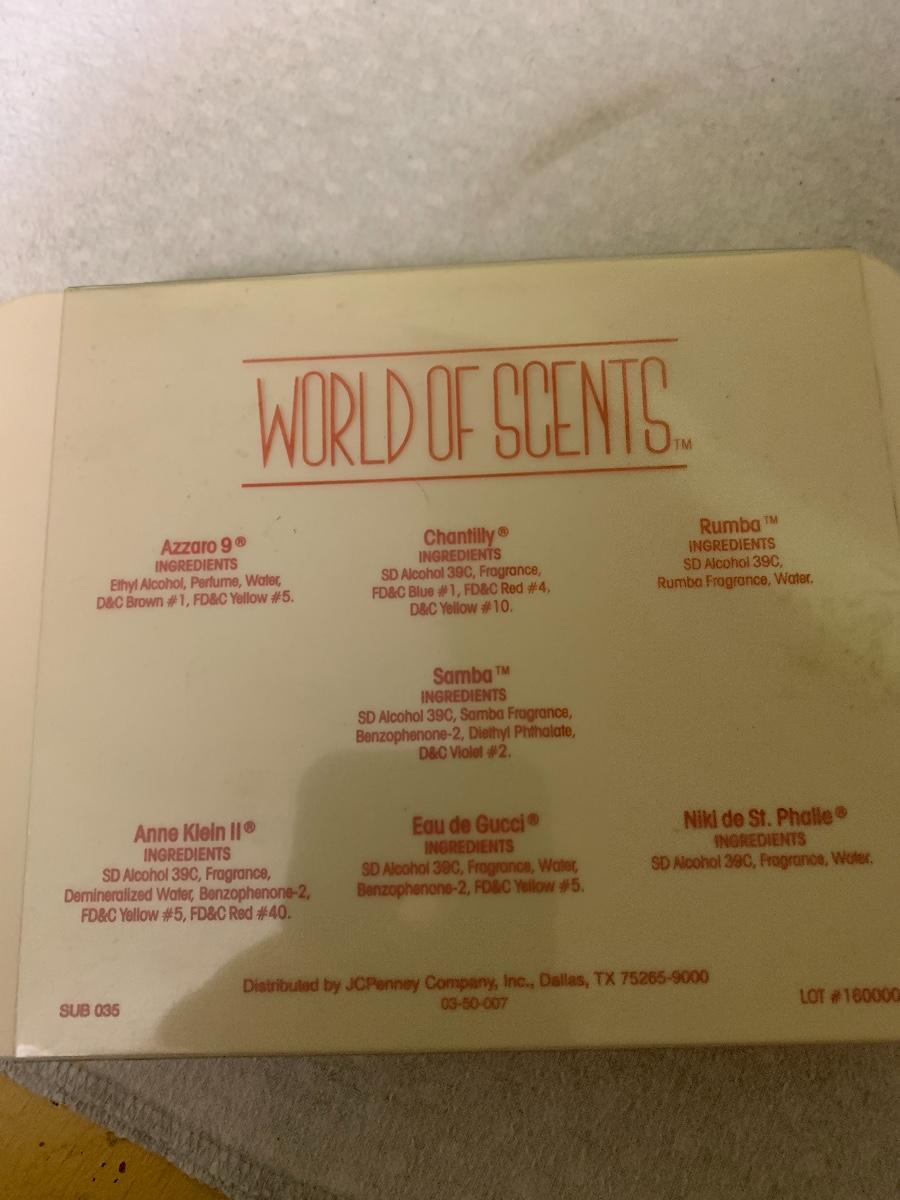 WORLD OF SCENTS™
Azzaro 9®
INGREDIENTS
Ethyl Alcohol, Perfume, Water,
D&C Brown #1, FD&C Yellow #5.
Chantilly®
INGREDIENTS
SD Alcohol 39C, Fragrance,
FD&C Blue #1, FD&C Red #4,
D&C Yellow #10.
Rumba™
INGREDIENTS
SD Alcohol 39C,
Rumba Fragrance, Water.
Samba™
INGREDIENTS
SD Alcohol 39C, Samba Fragrance,
Benzophenone-2, Diethyl Phthalate,
D&C Violet #2.
Anne Klein II®
INGREDIENTS
SD Alcohol 39C, Fragrance,
Demineralized Water, Benzophenone-2,
FD&C Yellow #5, FD&C Red #40.
Eau de Gucci®
INGREDIENTS
SD Alcohol 39C, Fragrance, Water,
Benzophenone-2, FD&C Yellow #5.
Niki de St. Phalle®
INGREDIENTS
SD Alcohol 39C, Fragrance, Water.
Distributed by JCPenney Company, Inc., Dallas, TX 75265-9000
03-50-007
SUB 035
LOT #160000